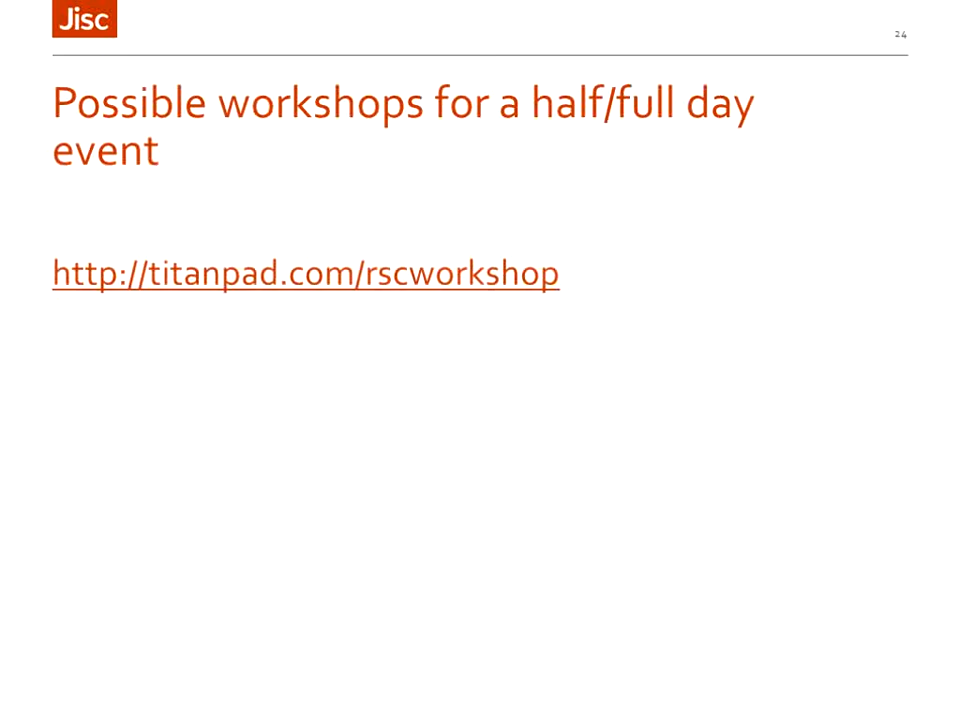 Jisc
24
Possible workshops for a half/full day
event
http://titanpad.com/rscworkshop